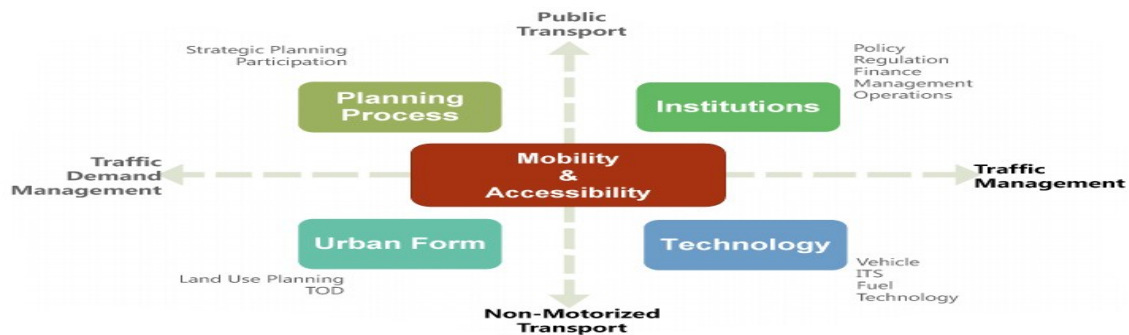 Public
Transport
Strategic Planning
Participation
Policy
Regulation
Finance
Management
Operations
Planning
Process
Institutions
Traffic
Demand
Management
Mobility
&
Accessibility
Traffic
Management
Urban Form
Technology
Land Use Planning
TOD
Vehicle
ITS
Fuel
Technology
Non-Motorized
Transport